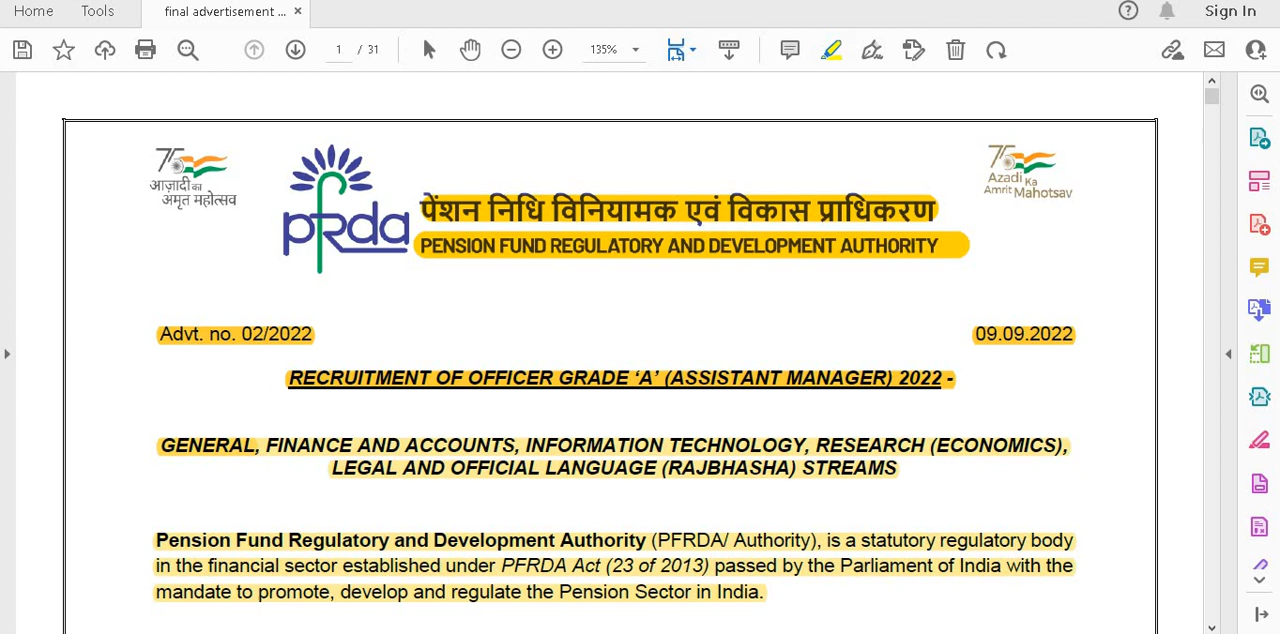 Home Tools final advertisement ... × Sign In
1 / 31 135%
75
आज़ादी का
अमृत महोत्सव
75
Azadi Ka
Amrit Mahotsav
prda
पेंशन निधि विनियामक एवं विकास प्राधिकरण
PENSION FUND REGULATORY AND DEVELOPMENT AUTHORITY
Advt. no. 02/2022 09.09.2022
RECRUITMENT OF OFFICER GRADE ‘A’ (ASSISTANT MANAGER) 2022 -
GENERAL, FINANCE AND ACCOUNTS, INFORMATION TECHNOLOGY, RESEARCH (ECONOMICS),
LEGAL AND OFFICIAL LANGUAGE (RAJBHASHA) STREAMS
Pension Fund Regulatory and Development Authority (PFRDA/ Authority), is a statutory regulatory body
in the financial sector established under PFRDA Act (23 of 2013) passed by the Parliament of India with the
mandate to promote, develop and regulate the Pension Sector in India.